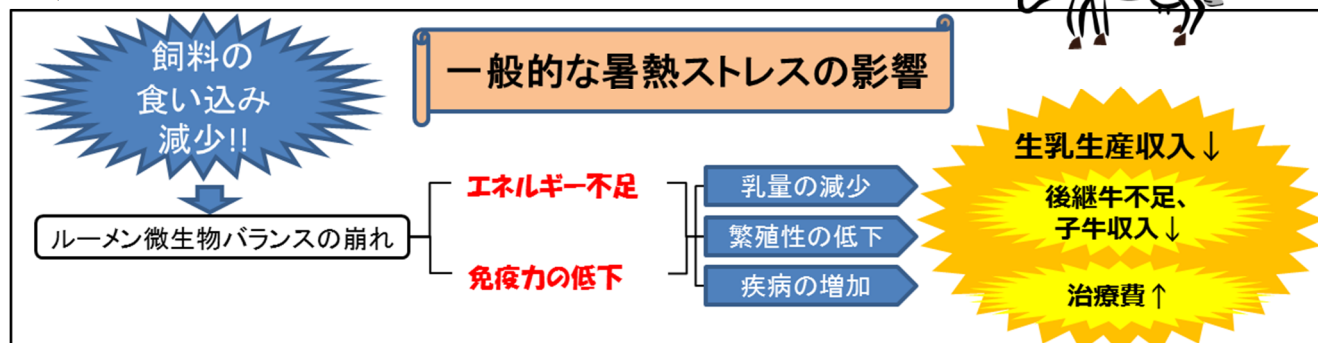 一般的な暑熱ストレスの影響
飼料の
食い込み
減少!!
ルーメン微生物バランスの崩れ
エネルギー不足
免疫力の低下
乳量の減少
繁殖性の低下
疾病の増加
生乳生産収入↓
後継牛不足、
子牛収入↓
治療費↑